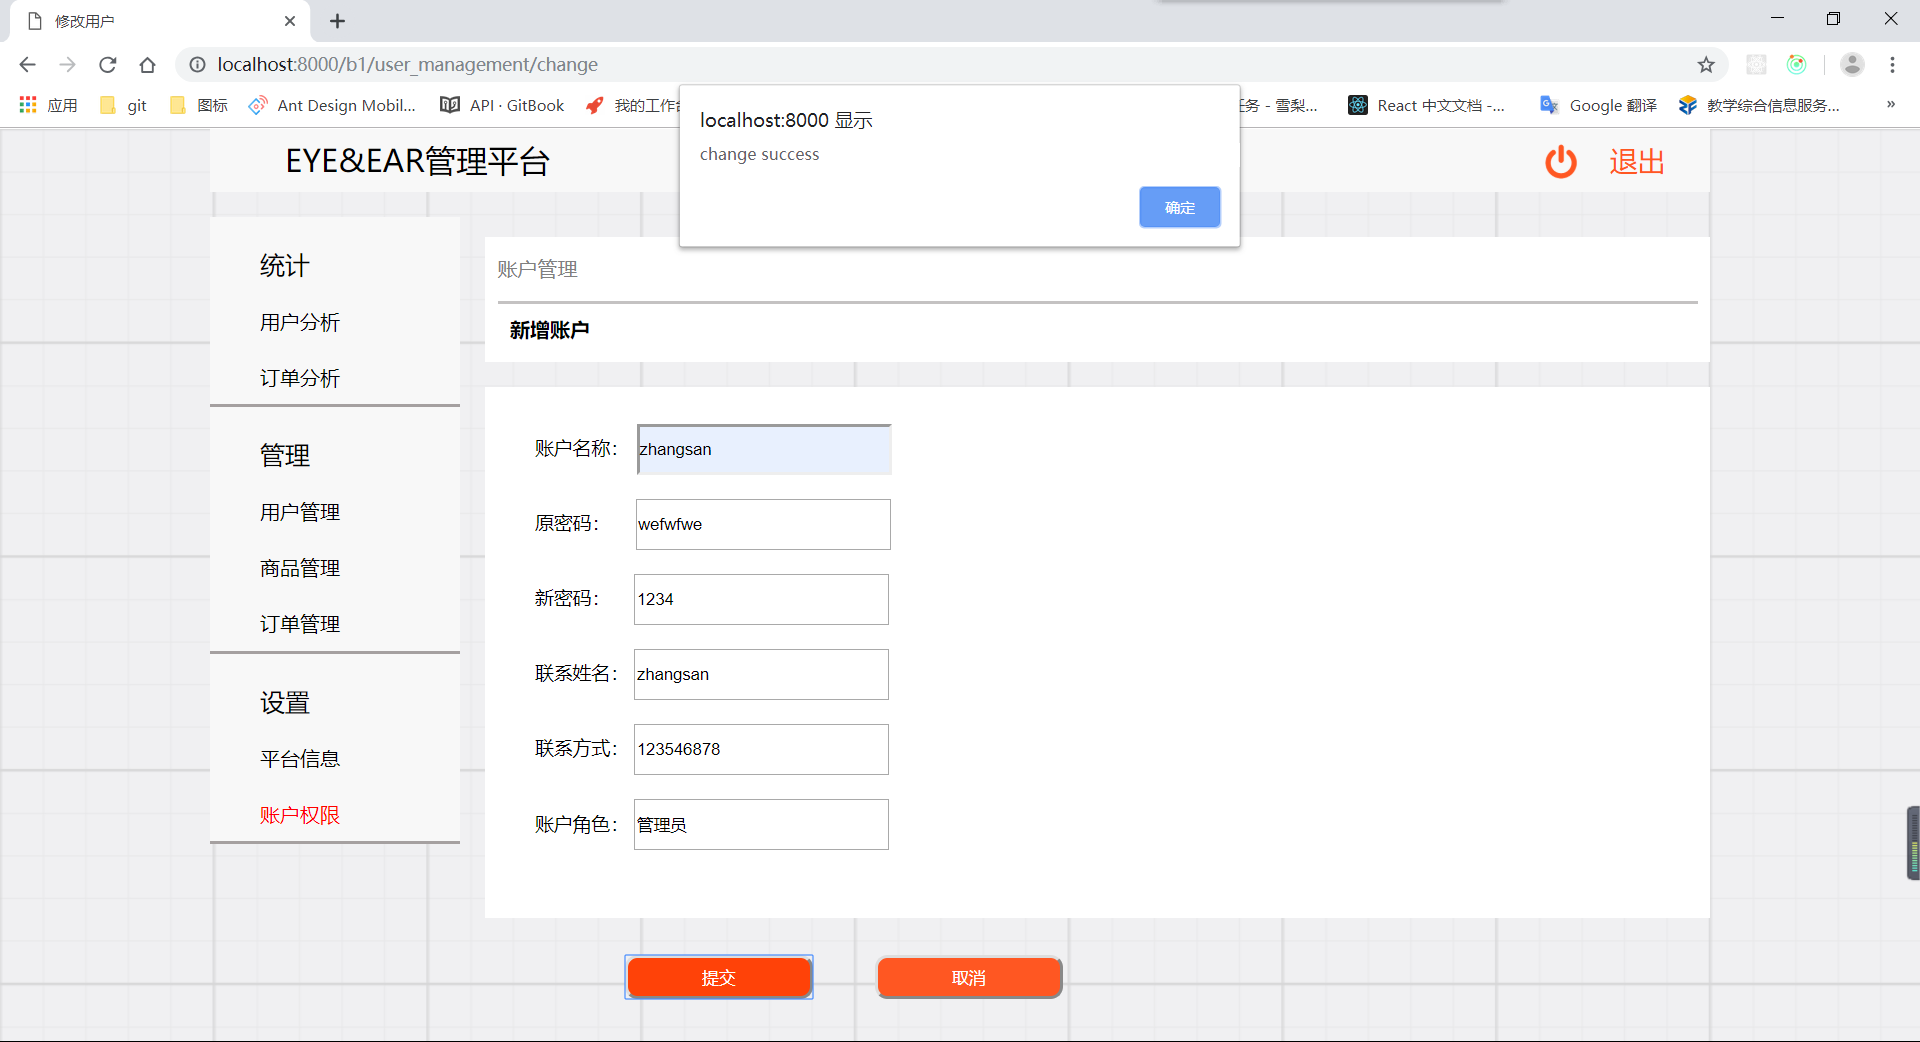 修改用户
localhost:8000/b1/user_management/change
应用 git 图标 Ant Design Mobil... API · GitBook 我的工作台 任务 - 雪梨... React 中文文档 -... Google 翻译 教学综合信息服务... »
localhost:8000 显示
change success
确定
EYE&EAR管理平台
退出
统计
用户分析
订单分析
管理
用户管理
商品管理
订单管理
设置
平台信息
账户权限
账户管理
新增账户
账户名称： zhangsan
原密码： wefwfwe
新密码： 1234
联系姓名： zhangsan
联系方式： 123546878
账户角色： 管理员
提交
取消